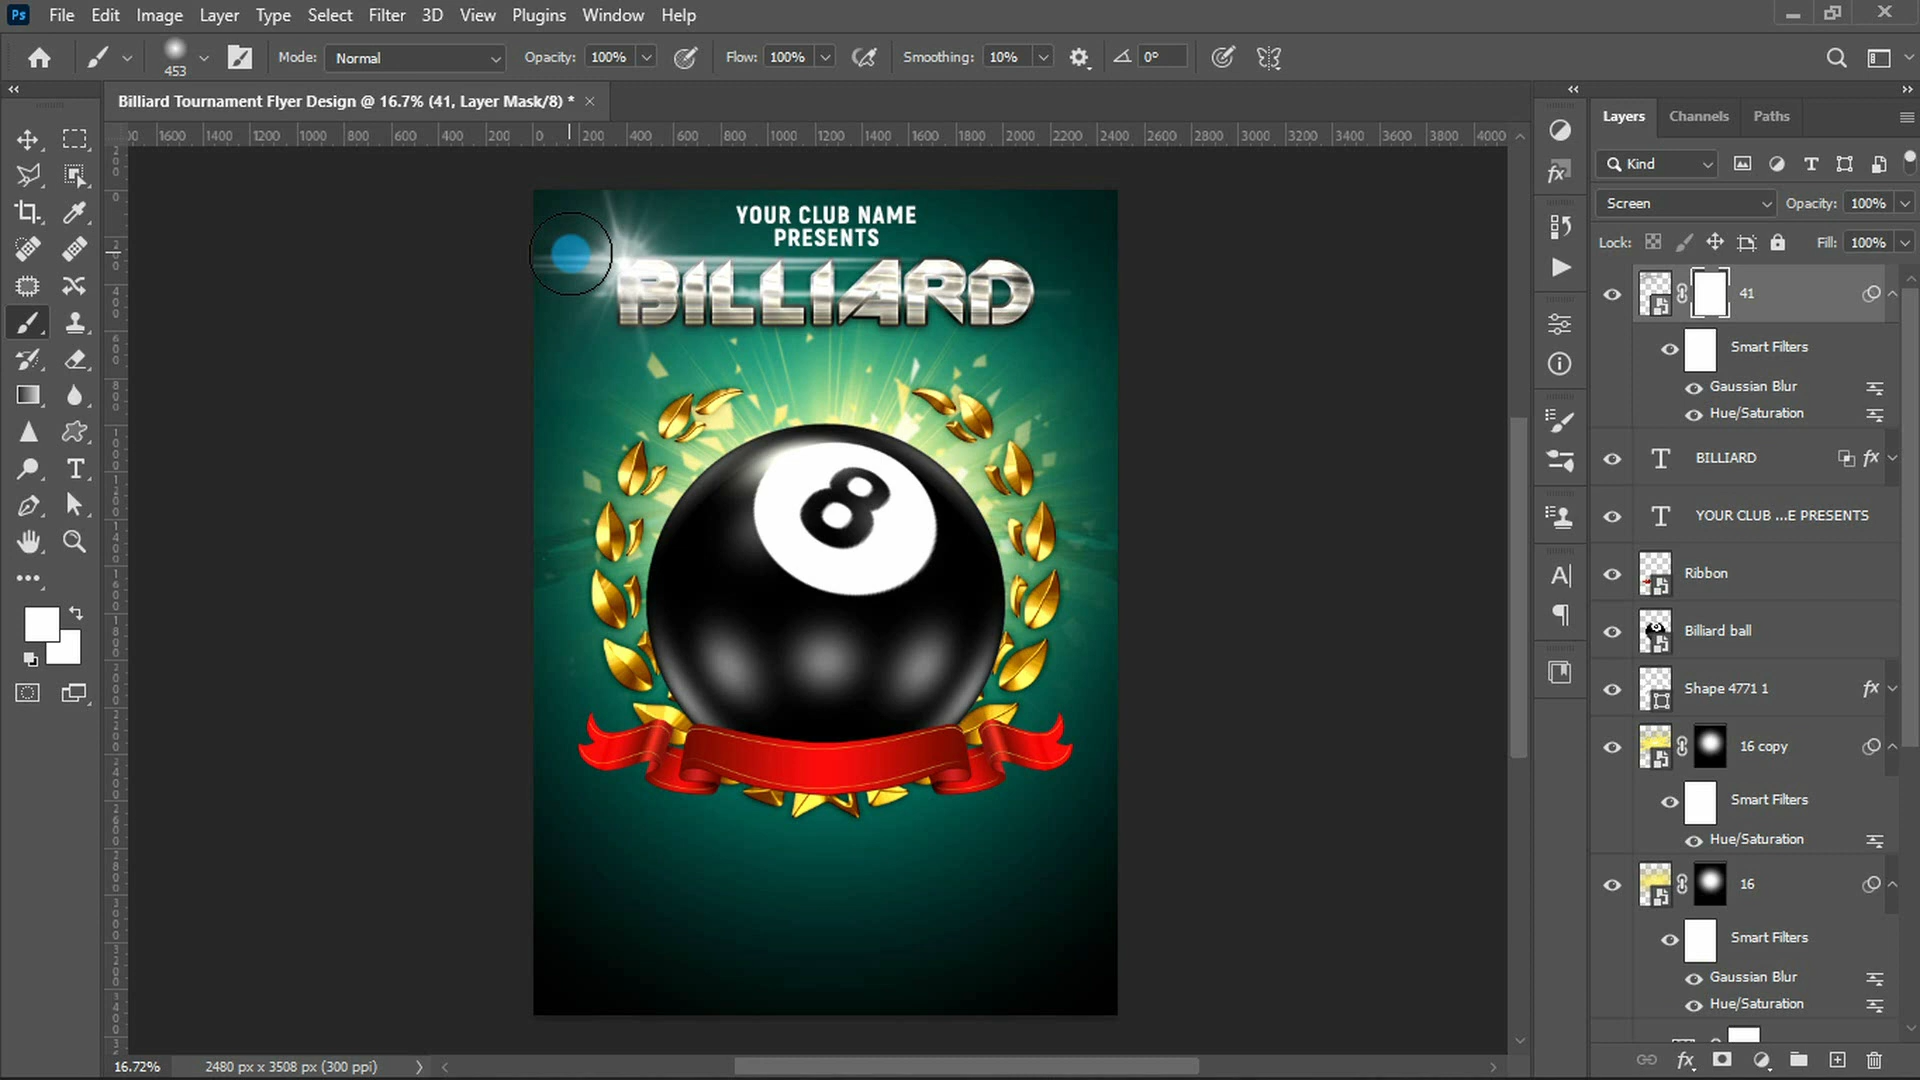 Ps File Edit Image Layer Type Select Filter 3D View Plugins Window Help
453 Mode: Normal Opacity: 100% Flow: 100% Smoothing: 10% 0°
Billiard Tournament Flyer Design @ 16.7% (41, Layer Mask/8) * ×
1600 1400 1200 1000 800 600 400 200 0 200 400 600 800 1000 1200 1400 1600 1800 2000 2200 2400 2600 2800 3000 3200 3400 3600 3800 4000
YOUR CLUB NAME
PRESENTS
BILLIARD
8
Layers Channels Paths
Kind
Screen Opacity: 100%
Lock: Fill: 100%
41
Smart Filters
Gaussian Blur
Hue/Saturation
T BILLIARD fx
T YOUR CLUB ...E PRESENTS
Ribbon
Billiard ball
Shape 4771 1 fx
16 copy
Smart Filters
Hue/Saturation
16
Smart Filters
Gaussian Blur
Hue/Saturation
16.72% 2480 px x 3508 px (300 ppi)